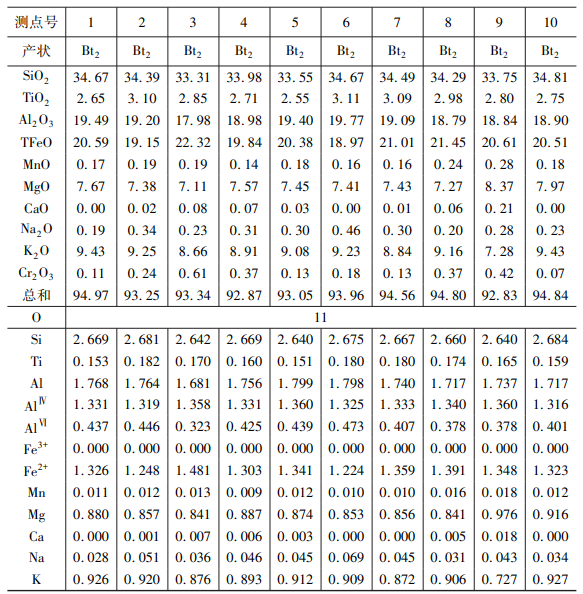 测点号 1 2 3 4 5 6 7 8 9 10
产状 Bt₂ Bt₂ Bt₂ Bt₂ Bt₂ Bt₂ Bt₂ Bt₂ Bt₂ Bt₂
SiO₂ 34.67 34.39 33.31 33.98 33.55 34.67 34.49 34.29 33.75 34.81
TiO₂ 2.65 3.10 2.85 2.71 2.55 3.11 3.09 2.98 2.80 2.75
Al₂O₃ 19.49 19.20 17.98 18.98 19.40 19.77 19.09 18.79 18.84 18.90
TFeO 20.59 19.15 22.32 19.84 20.38 18.97 21.01 21.45 20.61 20.51
MnO 0.17 0.19 0.19 0.14 0.18 0.16 0.16 0.24 0.28 0.18
MgO 7.67 7.38 7.11 7.57 7.45 7.41 7.43 7.27 8.37 7.97
CaO 0.00 0.02 0.08 0.07 0.03 0.00 0.01 0.06 0.21 0.00
Na₂O 0.19 0.34 0.23 0.31 0.30 0.46 0.30 0.20 0.28 0.23
K₂O 9.43 9.25 8.66 8.91 9.08 9.23 8.84 9.16 7.28 9.43
Cr₂O₃ 0.11 0.24 0.61 0.37 0.13 0.18 0.13 0.37 0.42 0.07
总和 94.97 93.25 93.34 92.87 93.05 93.96 94.56 94.80 92.83 94.84
O 11
Si 2.669 2.681 2.642 2.669 2.640 2.675 2.667 2.660 2.640 2.684
Ti 0.153 0.182 0.170 0.160 0.151 0.180 0.180 0.174 0.165 0.159
Al 1.768 1.764 1.681 1.756 1.799 1.798 1.740 1.717 1.737 1.717
Alᴵⱽ 1.331 1.319 1.358 1.331 1.360 1.325 1.333 1.340 1.360 1.316
Alⱽᴵ 0.437 0.446 0.323 0.425 0.439 0.473 0.407 0.378 0.378 0.401
Fe³⁺ 0.000 0.000 0.000 0.000 0.000 0.000 0.000 0.000 0.000 0.000
Fe²⁺ 1.326 1.248 1.481 1.303 1.341 1.224 1.359 1.391 1.348 1.323
Mn 0.011 0.012 0.013 0.009 0.012 0.010 0.010 0.016 0.018 0.012
Mg 0.880 0.857 0.841 0.887 0.874 0.853 0.856 0.841 0.976 0.916
Ca 0.000 0.001 0.007 0.006 0.003 0.000 0.000 0.005 0.018 0.000
Na 0.028 0.051 0.036 0.046 0.045 0.069 0.045 0.031 0.043 0.034
K 0.926 0.920 0.876 0.893 0.912 0.909 0.872 0.906 0.727 0.927